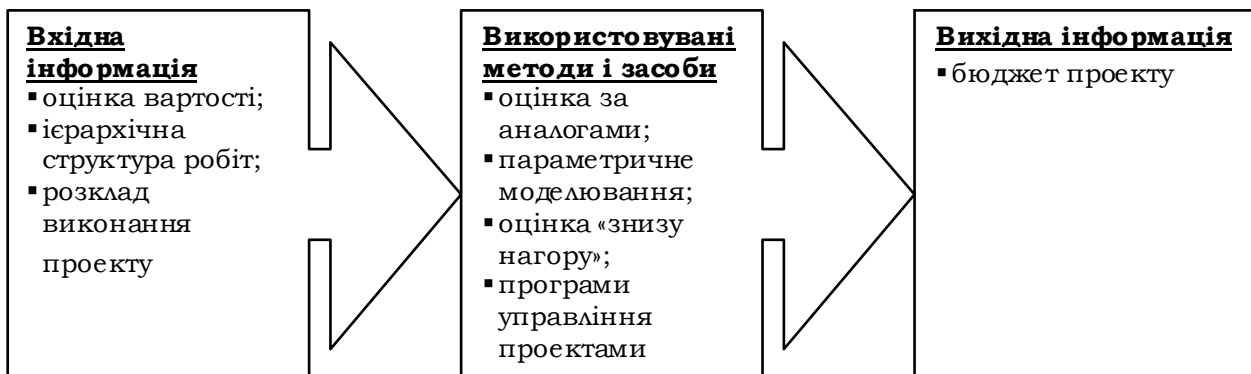 Вхідна
інформація
▪ оцінка вартості;
▪ ієрархічна
структура робіт;
▪ розклад
виконання
проекту
Використовувані
методи і засоби
▪ оцінка за
аналогами;
▪ параметричне
моделювання;
▪ оцінка «знизу
нагору»;
▪ програми
управління
проектами
Вихідна інформація
▪ бюджет проекту